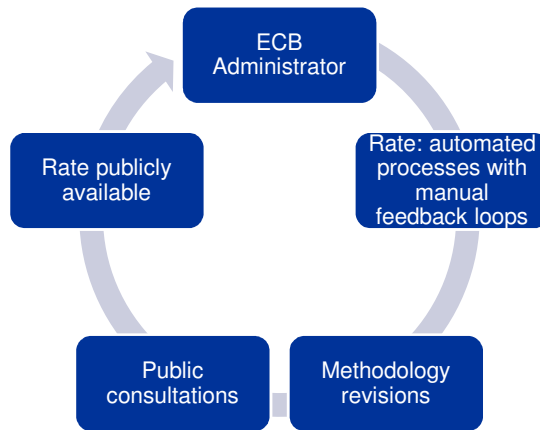 ECB
Administrator
Rate: automated
processes with
manual
feedback loops
Methodology
revisions
Public
consultations
Rate publicly
available